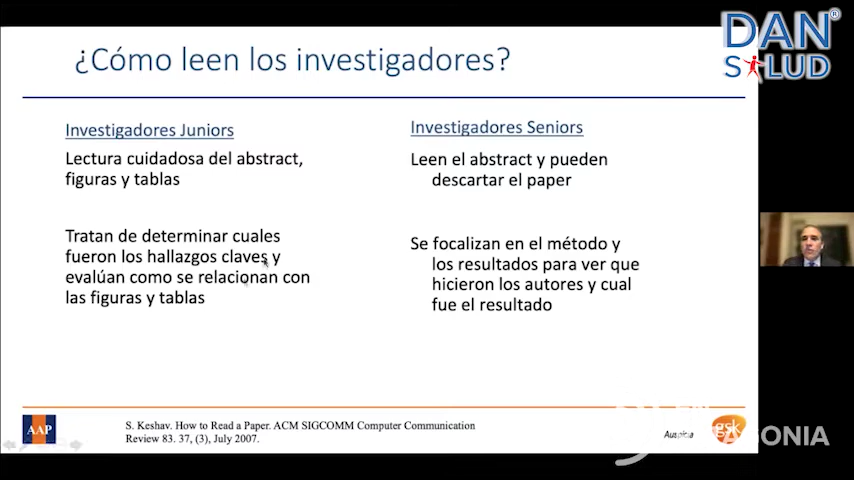 DAN®
SALUD
¿Cómo leen los investigadores?
Investigadores Juniors
Lectura cuidadosa del abstract,
figuras y tablas
Tratan de determinar cuales
fueron los hallazgos claves y
evalúan como se relacionan con
las figuras y tablas
Investigadores Seniors
Leen el abstract y pueden
descartar el paper
Se focalizan en el método y
los resultados para ver que
hicieron los autores y cual
fue el resultado
AAP
S. Keshav. How to Read a Paper. ACM SIGCOMM Computer Communication
Review 83. 37, (3), July 2007.
gsk